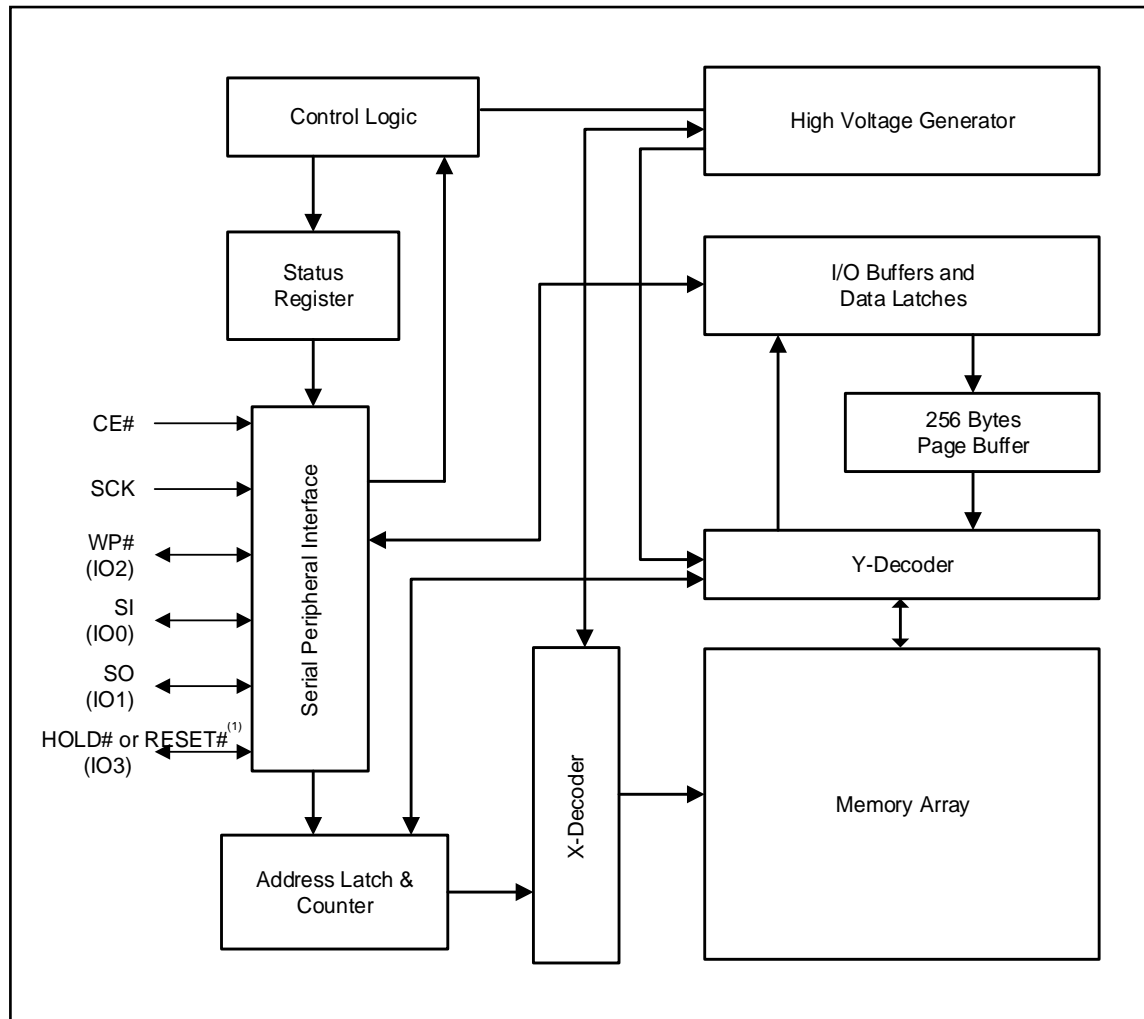 Control Logic
High Voltage Generator
Status
Register
I/O Buffers and
Data Latches
256 Bytes
Page Buffer
CE#
SCK
WP#
(IO2)
SI
(IO0)
SO
(IO1)
HOLD# or RESET#(1)
(IO3)
Serial Peripheral Interface
Y-Decoder
X-Decoder
Memory Array
Address Latch &
Counter